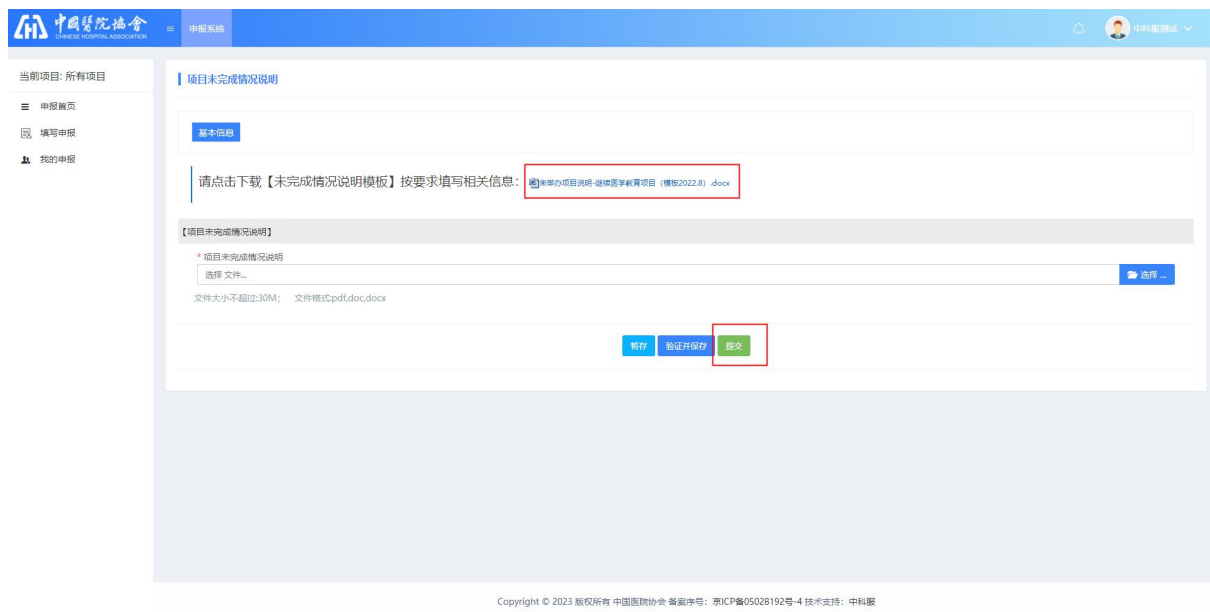 中國醫院協會
CHINESE HOSPITAL ASSOCIATION
申报系统
中科服测试
当前项目: 所有项目
申报首页
填写申报
我的申报
项目未完成情况说明
基本信息
请点击下载【未完成情况说明模板】按要求填写相关信息：未举办项目说明-继续医学教育项目（模板2022.8）.docx
【项目未完成情况说明】
* 项目未完成情况说明
选择 文件...
选择 ...
文件大小不超过:30M； 文件格式:pdf,doc,docx
暂存 验证并保存 提交
Copyright © 2023 版权所有 中国医院协会 备案序号：京ICP备05028192号-4 技术支持：中科服